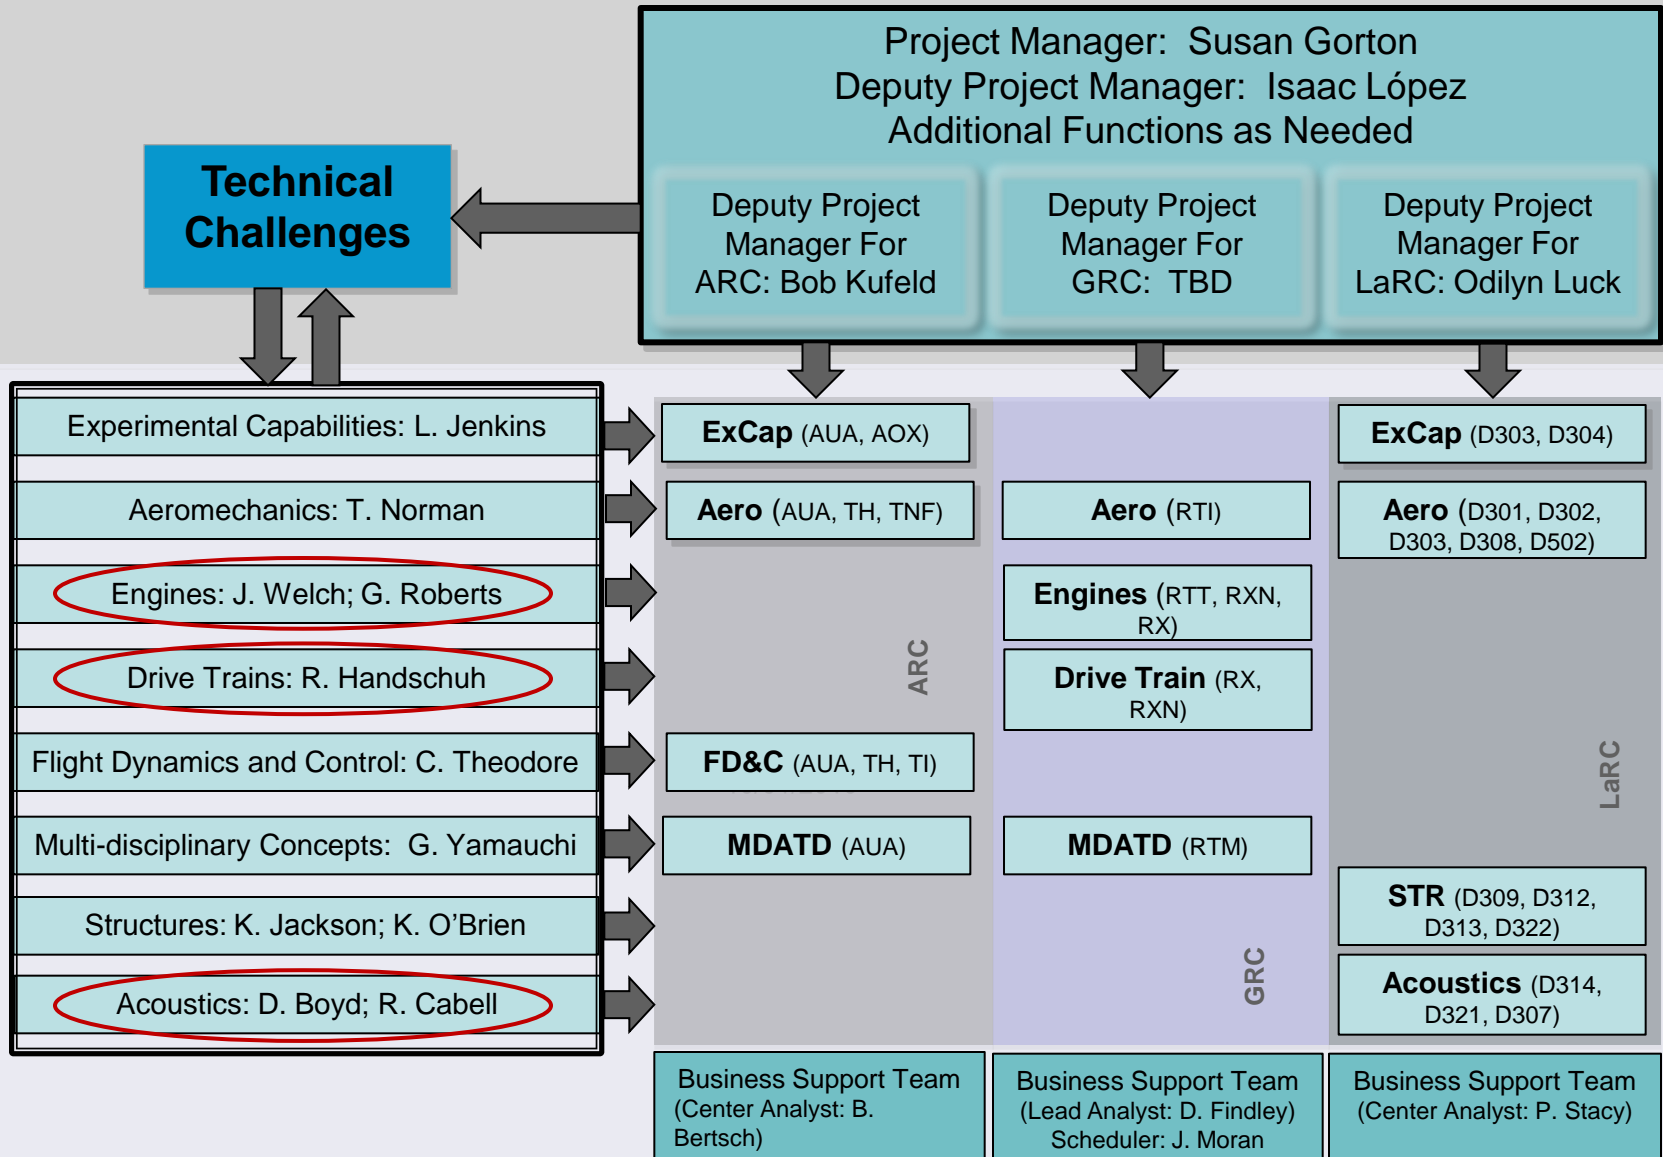 Project Manager:  Susan Gorton
Deputy Project Manager:  Isaac López
Additional Functions as Needed
Deputy Project
Manager For
ARC: Bob Kufeld
Deputy Project
Manager For
GRC:  TBD
Deputy Project
Manager For
LaRC: Odilyn Luck
Technical
Challenges
Experimental Capabilities: L. Jenkins
Aeromechanics: T. Norman
Engines: J. Welch; G. Roberts
Drive Trains: R. Handschuh
Flight Dynamics and Control: C. Theodore
Multi-disciplinary Concepts:  G. Yamauchi
Structures: K. Jackson; K. O’Brien
Acoustics: D. Boyd; R. Cabell
ExCap (AUA, AOX)
Aero (AUA, TH, TNF)
ARC
FD&C (AUA, TH, TI)
MDATD (AUA)
Aero (RTI)
Engines (RTT, RXN,
RX)
Drive Train (RX,
RXN)
MDATD (RTM)
GRC
ExCap (D303, D304)
Aero (D301, D302,
D303, D308, D502)
LaRC
STR (D309, D312,
D313, D322)
Acoustics (D314,
D321, D307)
Business Support Team
(Center Analyst: B.
Bertsch)
Business Support Team
(Lead Analyst: D. Findley)
Scheduler: J. Moran
Business Support Team
(Center Analyst: P. Stacy)